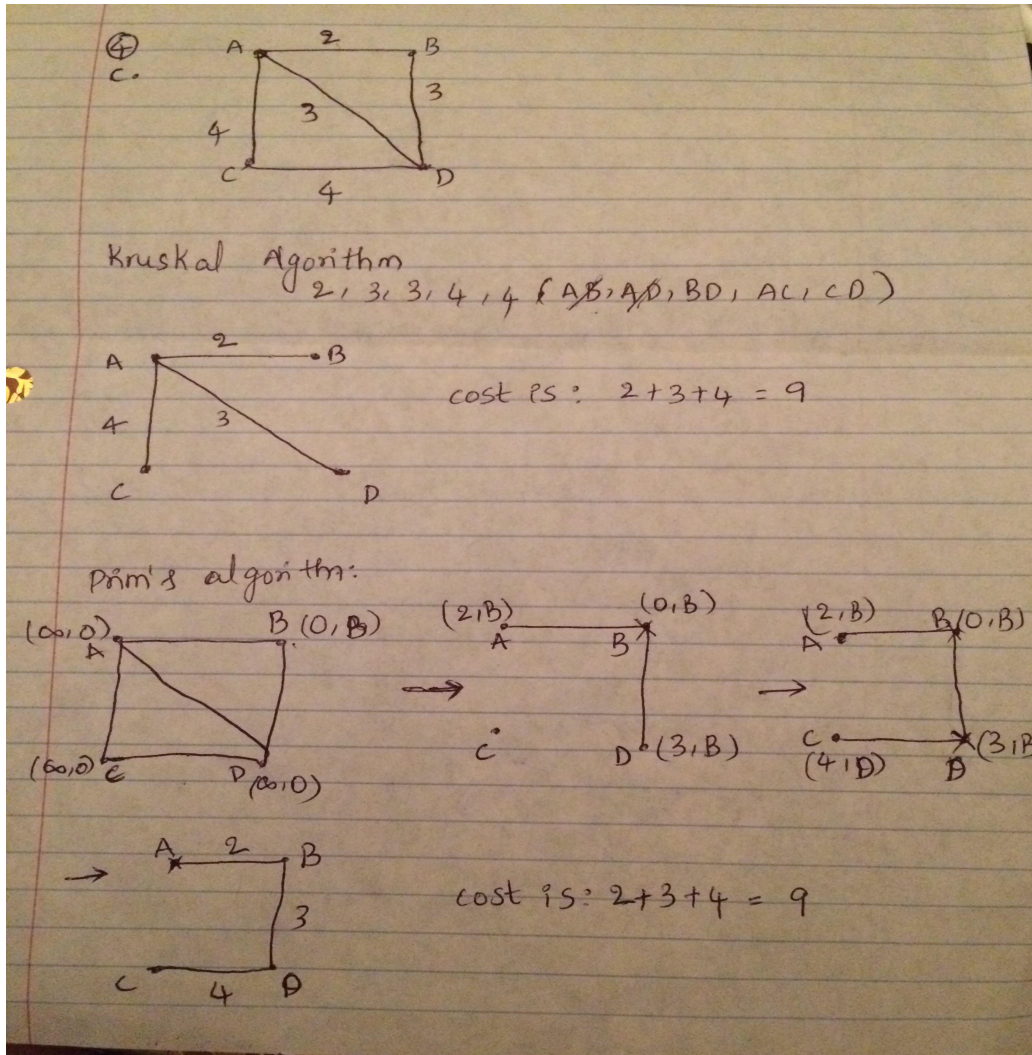 4
C.
A 2 B
3
3
4
C 4 D
Kruskal Algorithm
2, 3, 3, 4, 4 (AB, AD, BD, AC, CD)
A 2 B
cost is: 2+3+4 = 9
4 3
C D
Prim's algorithm:
(∞,0) B (0,B) (2,B) (0,B) (2,B) B(0,B)
A A B A
→ →
(∞,0) C D (∞,0) C D (3,B) C D (3,B
(4,D)
→ A 2 B
3 cost is: 2+3+4 = 9
C 4 D